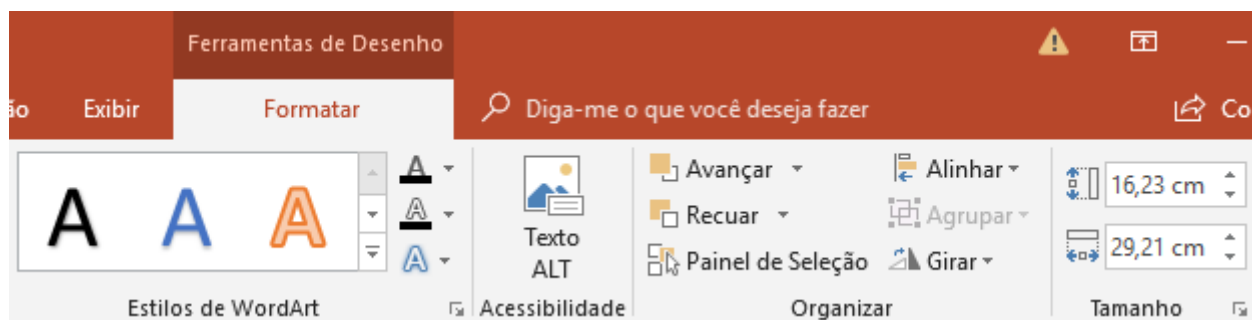 Ferramentas de Desenho
ão Exibir Formatar Diga-me o que você deseja fazer Co
A A A A A A
Texto
ALT
Avançar Alinhar 16,23 cm
Recuar Agrupar
Painel de Seleção Girar 29,21 cm
Estilos de WordArt Acessibilidade Organizar Tamanho